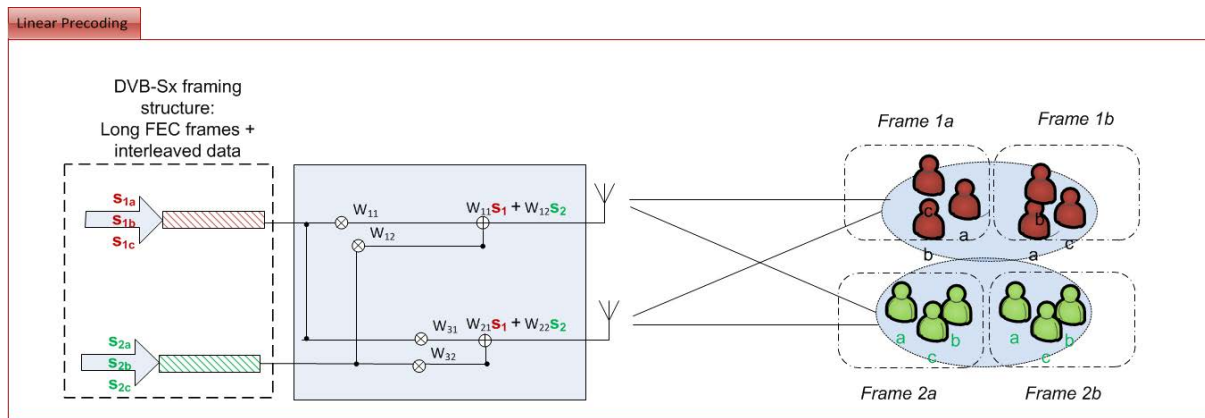 Linear Precoding
DVB-Sx framing
structure:
Long FEC frames +
interleaved data
s1a
s1b
s1c
s2a
s2b
s2c
W11
W12
W11s1 + W12s2
W31
W32
W21s1 + W22s2
Frame 1a
Frame 1b
c
a
b
b
c
a
a
b
c
a
b
c
Frame 2a
Frame 2b